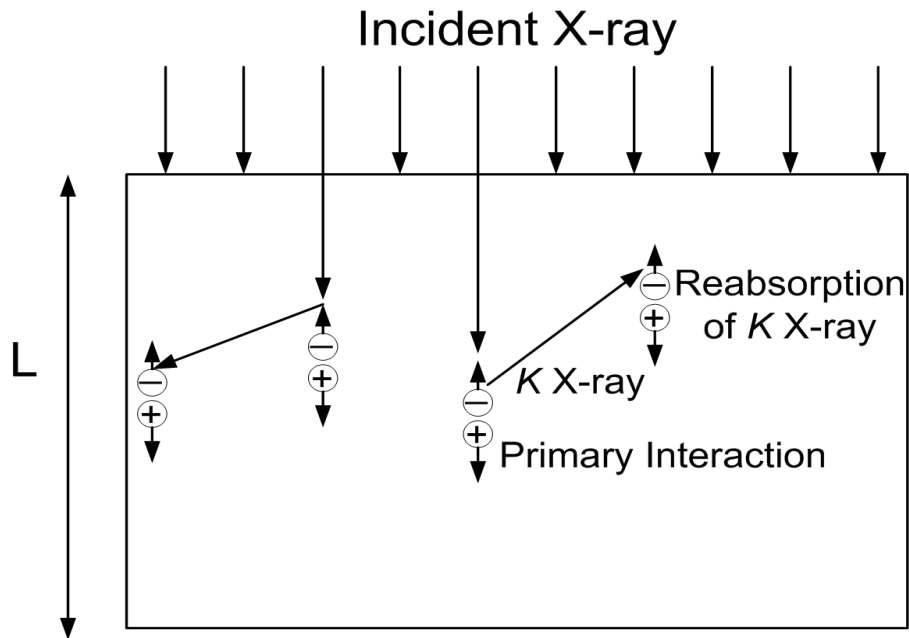 Incident X-ray
L
Reabsorption
of K X-ray
K X-ray
Primary Interaction
−
+
−
+
−
+
−
+